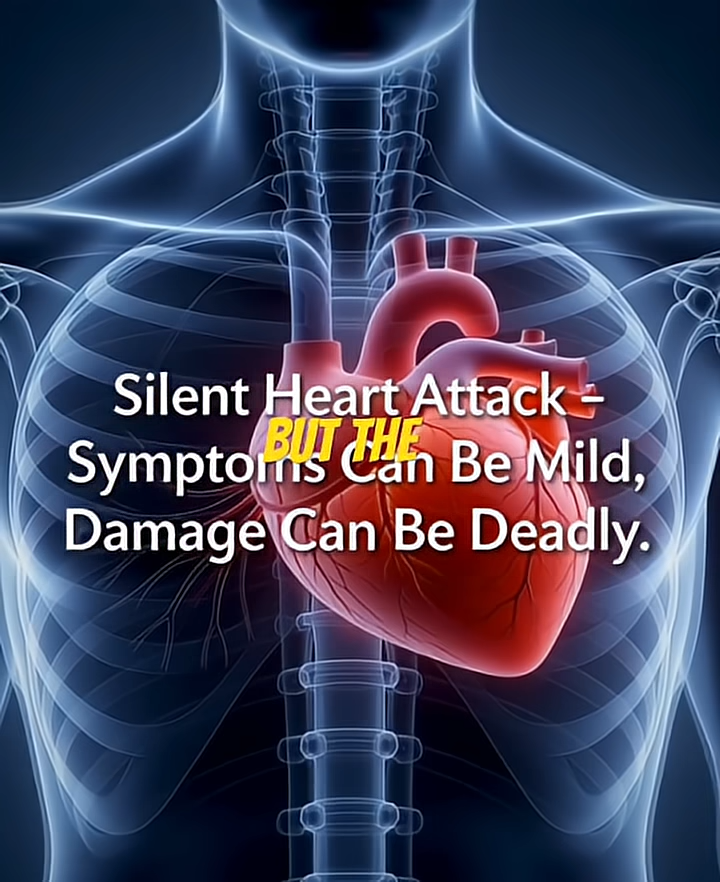 Silent Heart Attack –
BUT THE
Symptoms Can Be Mild,
Damage Can Be Deadly.